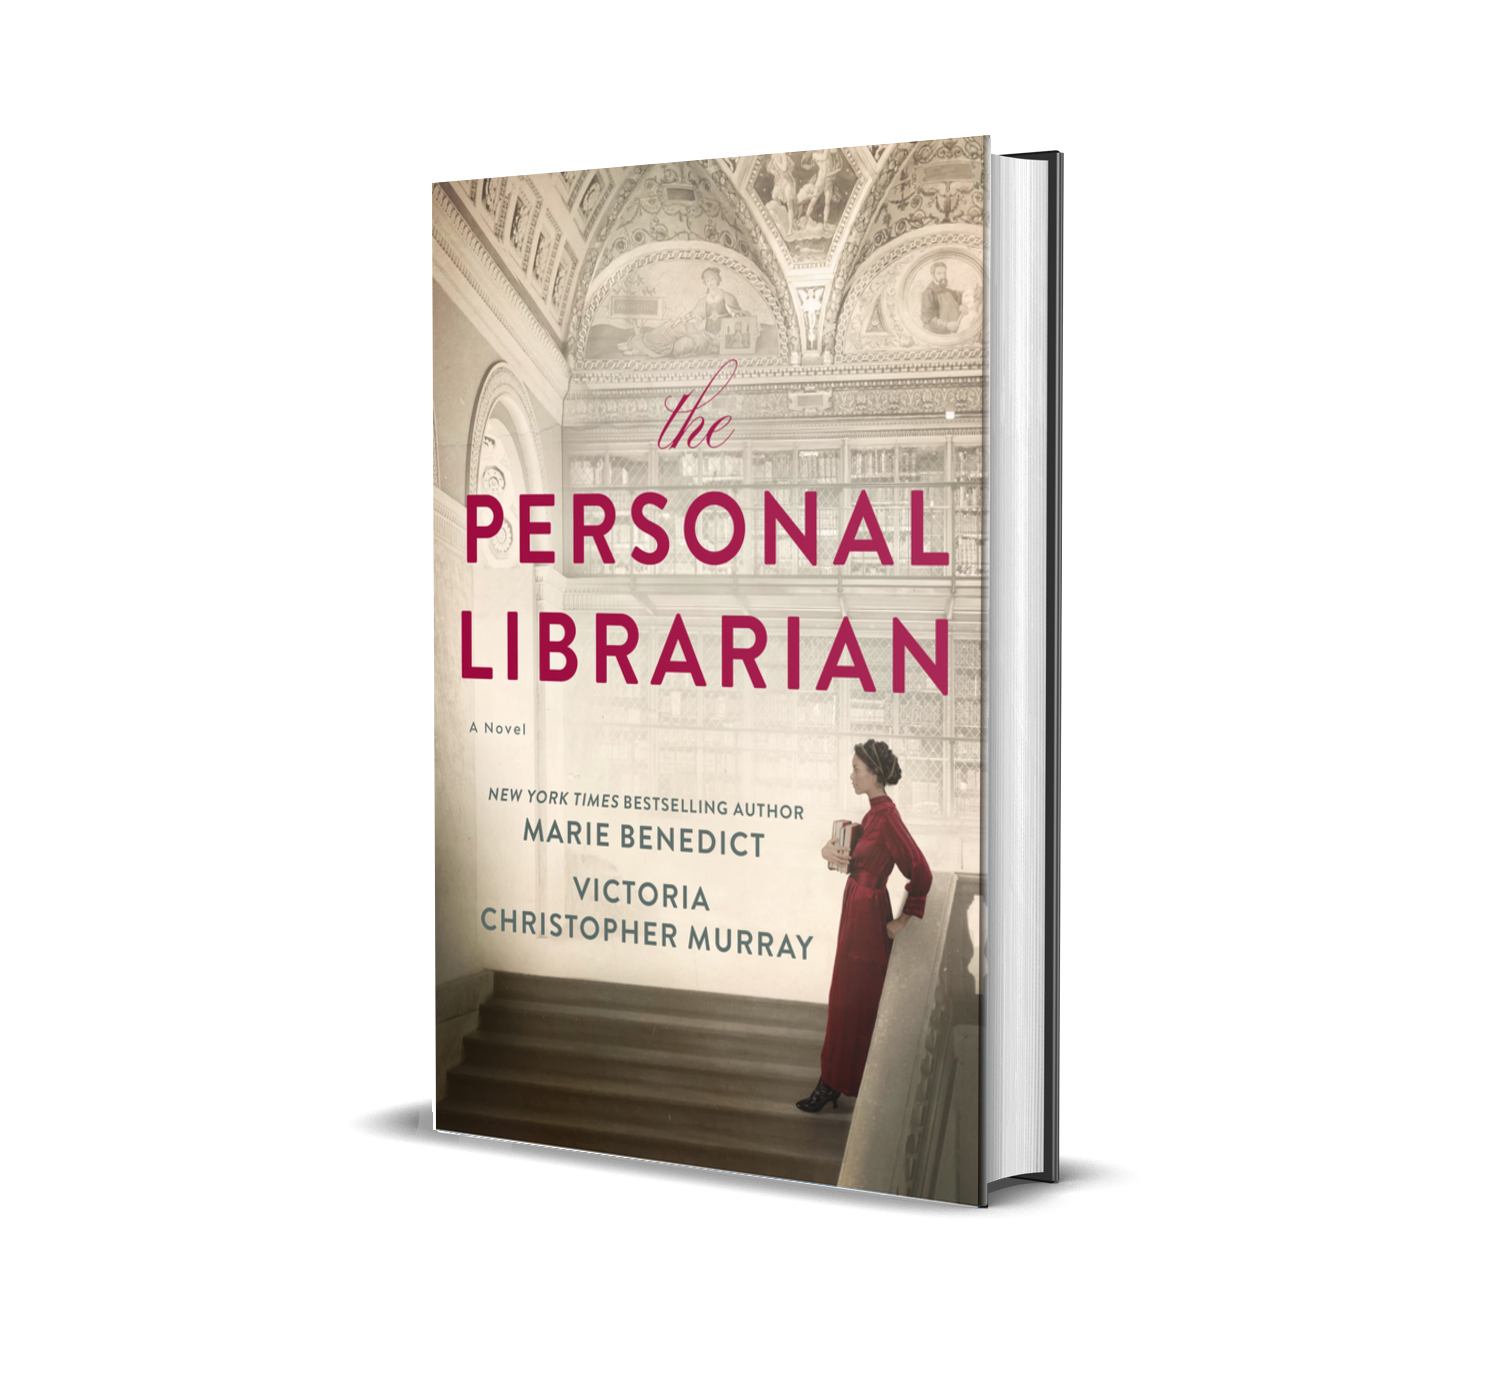 the
PERSONAL
LIBRARIAN
A Novel
NEW YORK TIMES BESTSELLING AUTHOR
MARIE BENEDICT
VICTORIA
CHRISTOPHER MURRAY